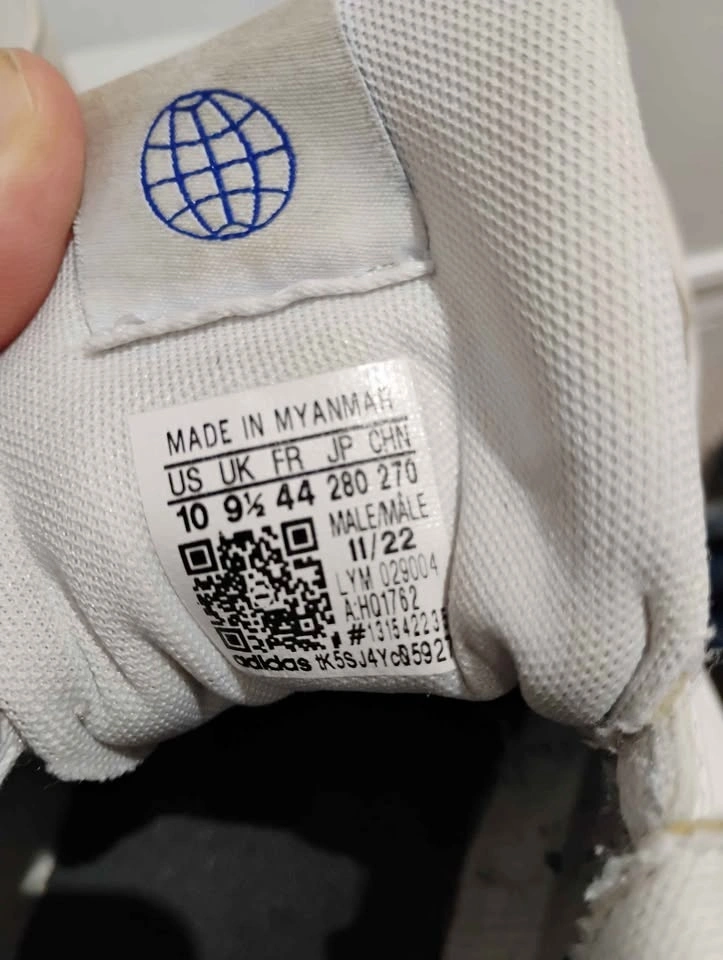 MADE IN MYANMAR
US UK FR JP CHN
10 9½ 44 280 270
MALE/MÂLE
11/22
LYM 029004
A:HQ1762
adidas